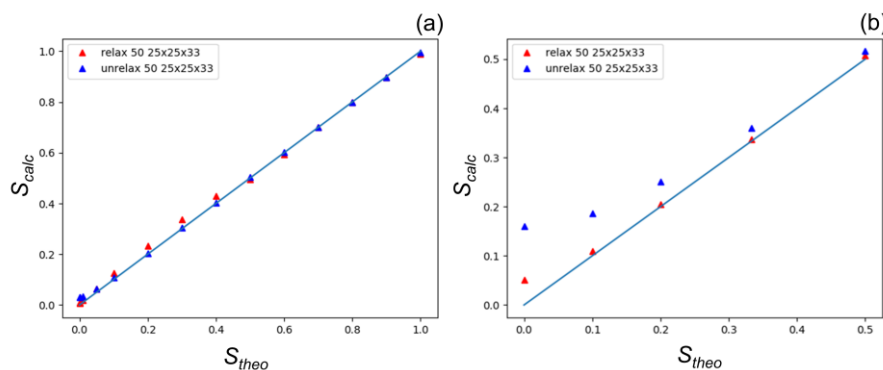 (a)
relax 50 25x25x33
unrelax 50 25x25x33
1.0
0.8
0.6
0.4
0.2
0.0
S_calc
0.0 0.2 0.4 0.6 0.8 1.0
S_theo
(b)
relax 50 25x25x33
unrelax 50 25x25x33
0.5
0.4
0.3
0.2
0.1
0.0
S_calc
0.0 0.1 0.2 0.3 0.4 0.5
S_theo